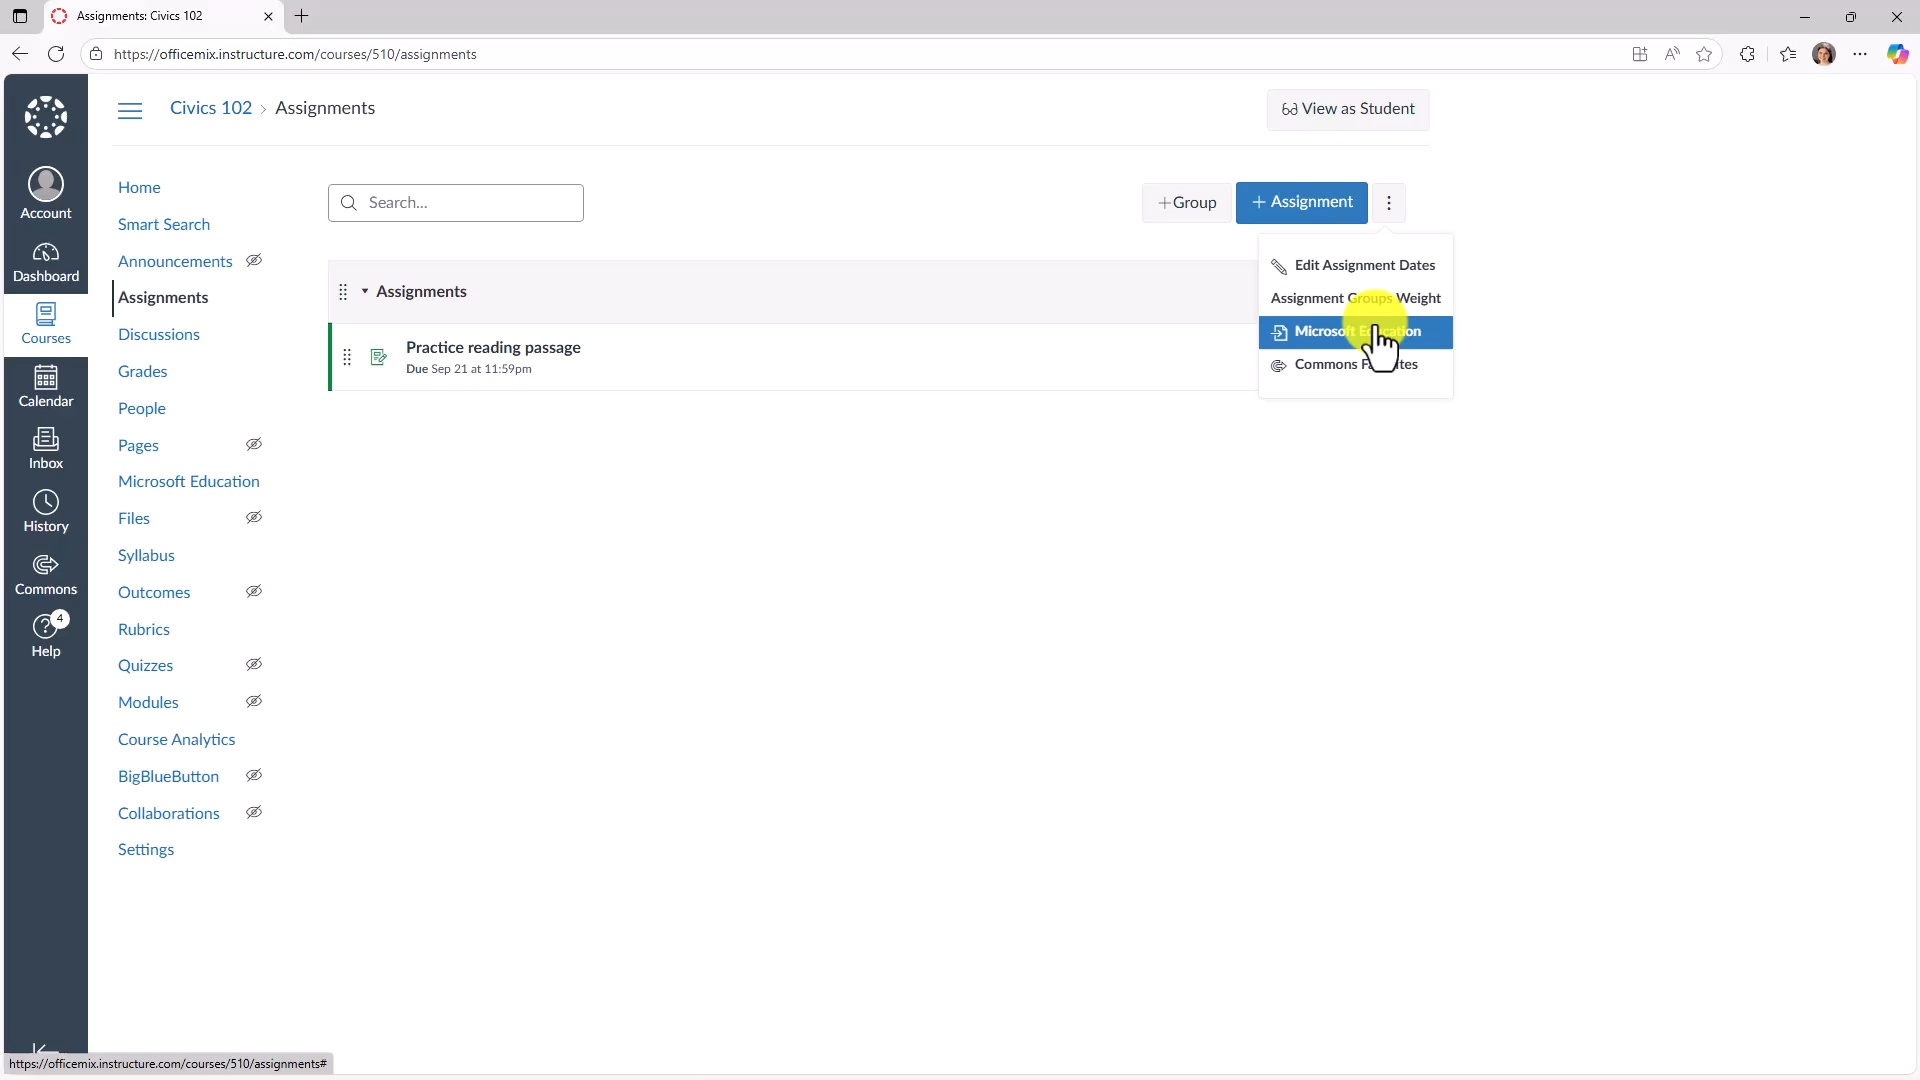 Assignments: Civics 102
https://officemix.instructure.com/courses/510/assignments
Civics 102 > Assignments
View as Student
Account
Dashboard
Courses
Calendar
Inbox
History
Commons
4
Help
Home
Smart Search
Announcements
Assignments
Discussions
Grades
People
Pages
Microsoft Education
Files
Syllabus
Outcomes
Rubrics
Quizzes
Modules
Course Analytics
BigBlueButton
Collaborations
Settings
Search...
+Group
+ Assignment
Edit Assignment Dates
Assignment Groups Weight
Microsoft Education
Commons
Assignments
Practice reading passage
Due Sep 21 at 11:59pm
https://officemix.instructure.com/courses/510/assignments#